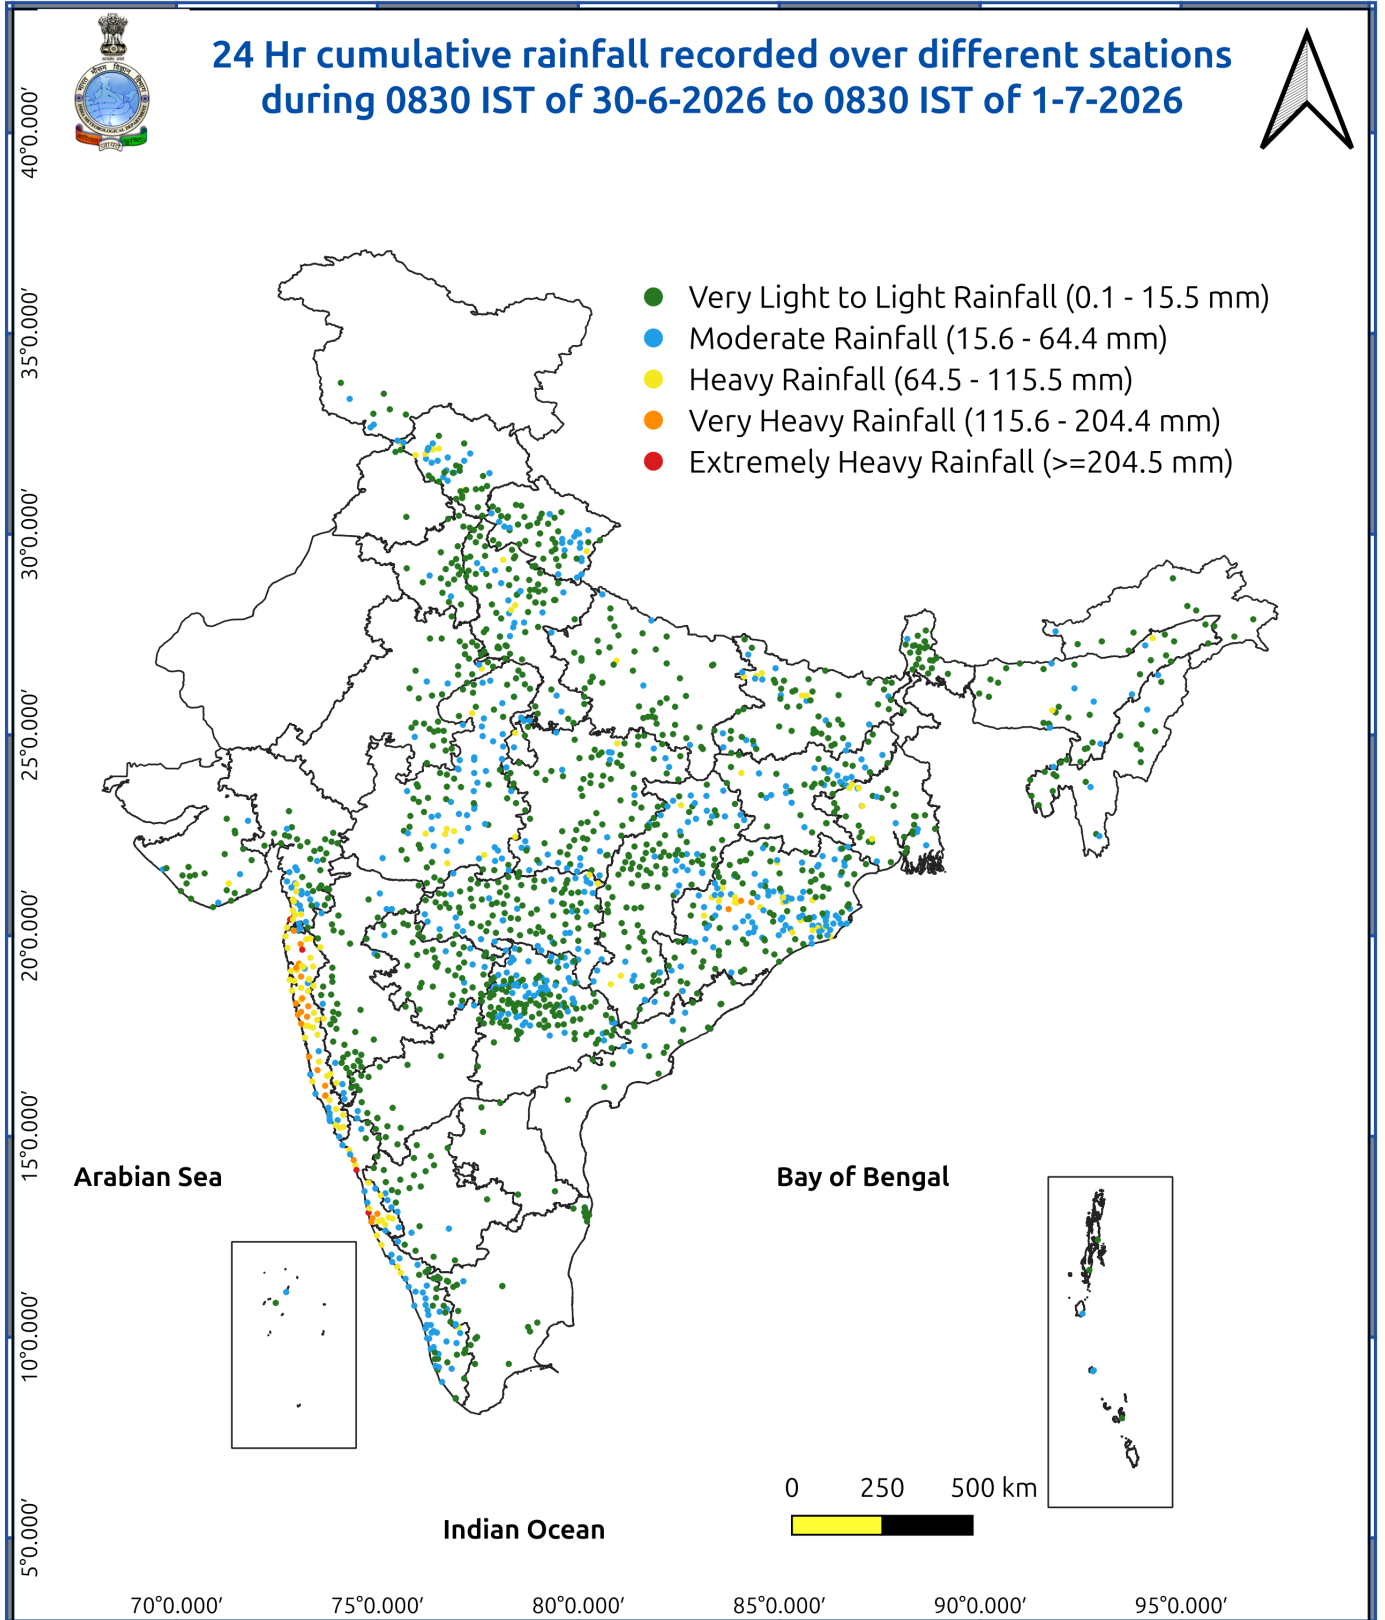 24 Hr cumulative rainfall recorded over different stations
during 0830 IST of 30-6-2026 to 0830 IST of 1-7-2026
40°0.000′
35°0.000′
30°0.000′
25°0.000′
20°0.000′
15°0.000′
10°0.000′
5°0.000′
Very Light to Light Rainfall (0.1 - 15.5 mm)
Moderate Rainfall (15.6 - 64.4 mm)
Heavy Rainfall (64.5 - 115.5 mm)
Very Heavy Rainfall (115.6 - 204.4 mm)
Extremely Heavy Rainfall (>=204.5 mm)
Arabian Sea
Bay of Bengal
0 250 500 km
Indian Ocean
70°0.000′ 75°0.000′ 80°0.000′ 85°0.000′ 90°0.000′ 95°0.000′